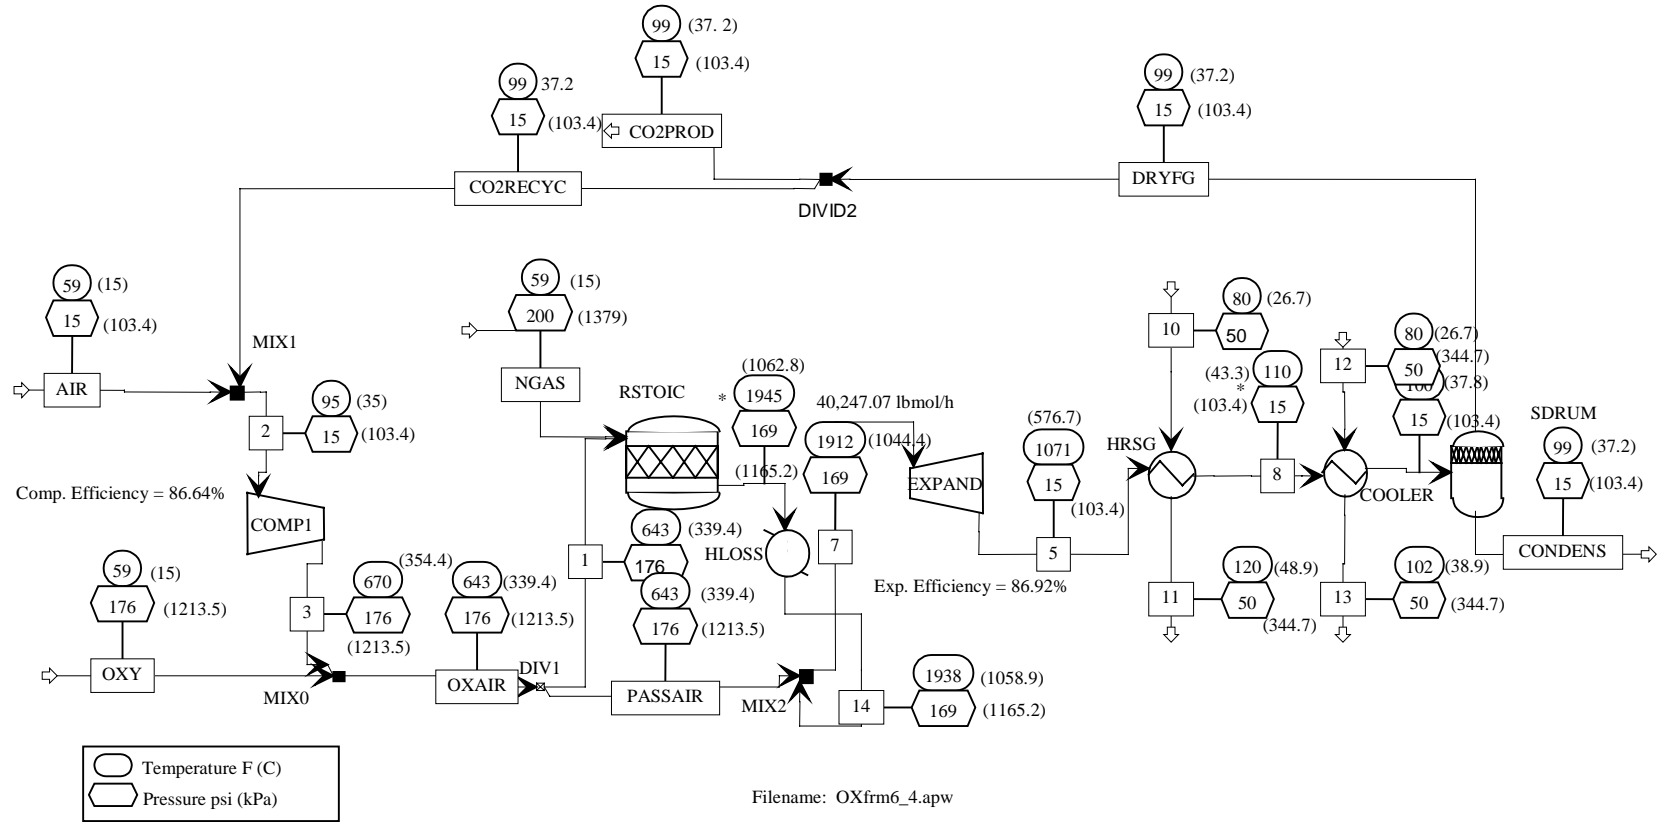 99 (37. 2)
15 (103.4)
CO2PROD
99 37.2
15 (103.4)
CO2RECYC
99 (37.2)
15 (103.4)
DRYFG
DIVID2
59 (15)
15 (103.4)
AIR
MIX1
95 (35)
2 15 (103.4)
Comp. Efficiency = 86.64%
COMP1
59 (15)
200 (1379)
NGAS
RSTOIC
(1062.8)
* 1945
169
(1165.2)
40,247.07 lbmol/h
1912 (1044.4)
169
7
EXPAND
Exp. Efficiency = 86.92%
(576.7)
1071
15
(103.4)
5
HRSG
80 (26.7)
10 50
(43.3) 110
*
(103.4) 15
8
80 (26.7)
12 50 (344.7)
(37.8)
15 (103.4)
COOLER
SDRUM
99 (37.2)
15 (103.4)
CONDENS
120 (48.9)
11 50
(344.7)
102 (38.9)
13 50 (344.7)
59 (15)
176 (1213.5)
OXY
(354.4)
670
3 176
(1213.5)
MIX0
643 (339.4)
176 (1213.5)
OXAIR
DIV1
643 (339.4)
1 176
643 (339.4)
176 (1213.5)
PASSAIR
HLOSS
MIX2
1938 (1058.9)
14 169 (1165.2)
Temperature F (C)
Pressure psi (kPa)
Filename: OXfrm6_4.apw